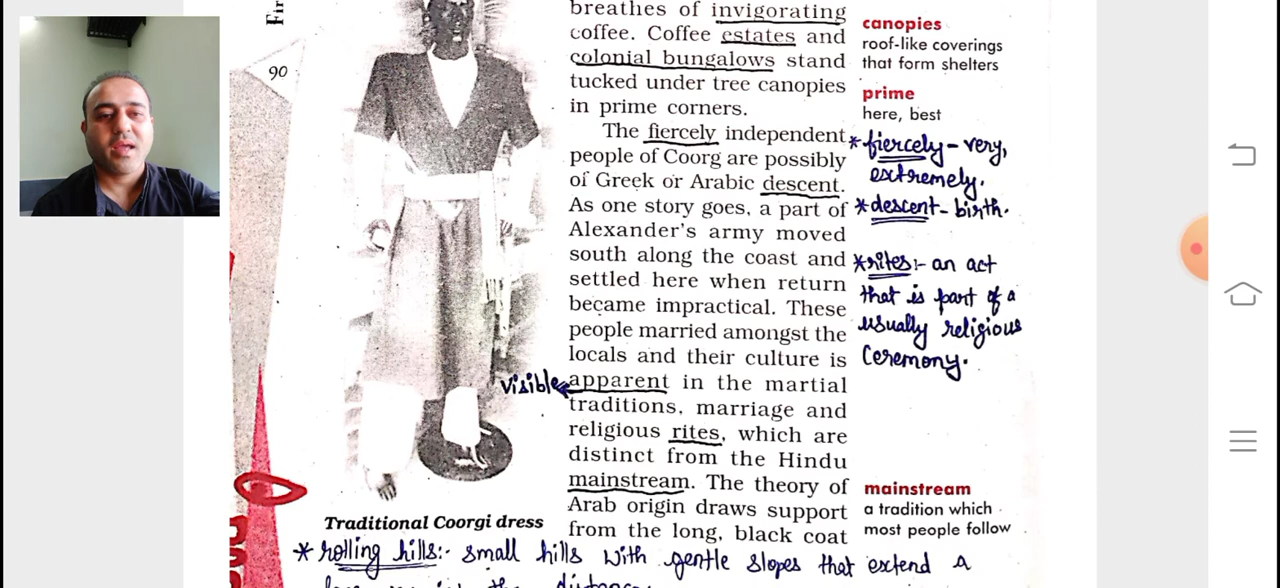 Fir
90
breathes of invigorating
coffee. Coffee estates and
colonial bungalows stand
tucked under tree canopies
in prime corners.
The fiercely independent
people of Coorg are possibly
of Greek or Arabic descent.
As one story goes, a part of
Alexander's army moved
south along the coast and
settled here when return
became impractical. These
people married amongst the
locals and their culture is
apparent in the martial
traditions, marriage and
religious rites, which are
distinct from the Hindu
mainstream. The theory of
Arab origin draws support
from the long, black coat
canopies
roof-like coverings
that form shelters
prime
here, best
*fiercely - very,
extremely.
*descent - birth.
*rites:- an act
that is part of a
usually religious
ceremony.
Visible
mainstream
a tradition which
most people follow
Traditional Coorgi dress
* rolling hills:- small hills with gentle slopes that extend a